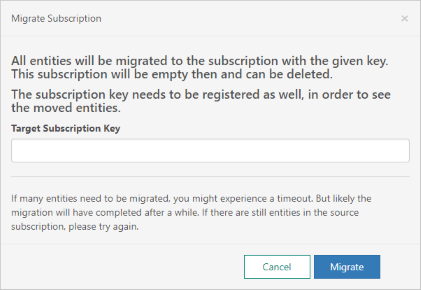 Migrate Subscription ×
All entities will be migrated to the subscription with the given key.
This subscription will be empty then and can be deleted.
The subscription key needs to be registered as well, in order to see
the moved entities.
Target Subscription Key
If many entities need to be migrated, you might experience a timeout. But likely the
migration will have completed after a while. If there are still entities in the source
subscription, please try again.
Cancel Migrate